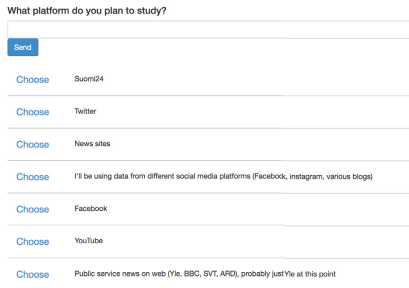 What platform do you plan to study?
Send
Choose Suomi24
Choose Twitter
Choose News sites
Choose I'll be using data from different social media platforms (Facebook, instagram, various blogs)
Choose Facebook
Choose YouTube
Choose Public service news on web (Yle, BBC, SVT, ARD), probably just Yle at this point